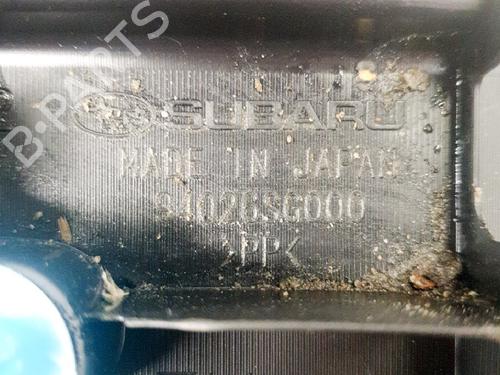 B-PARTS
SUBARU
MADE IN JAPAN
94026SG000
>PP<